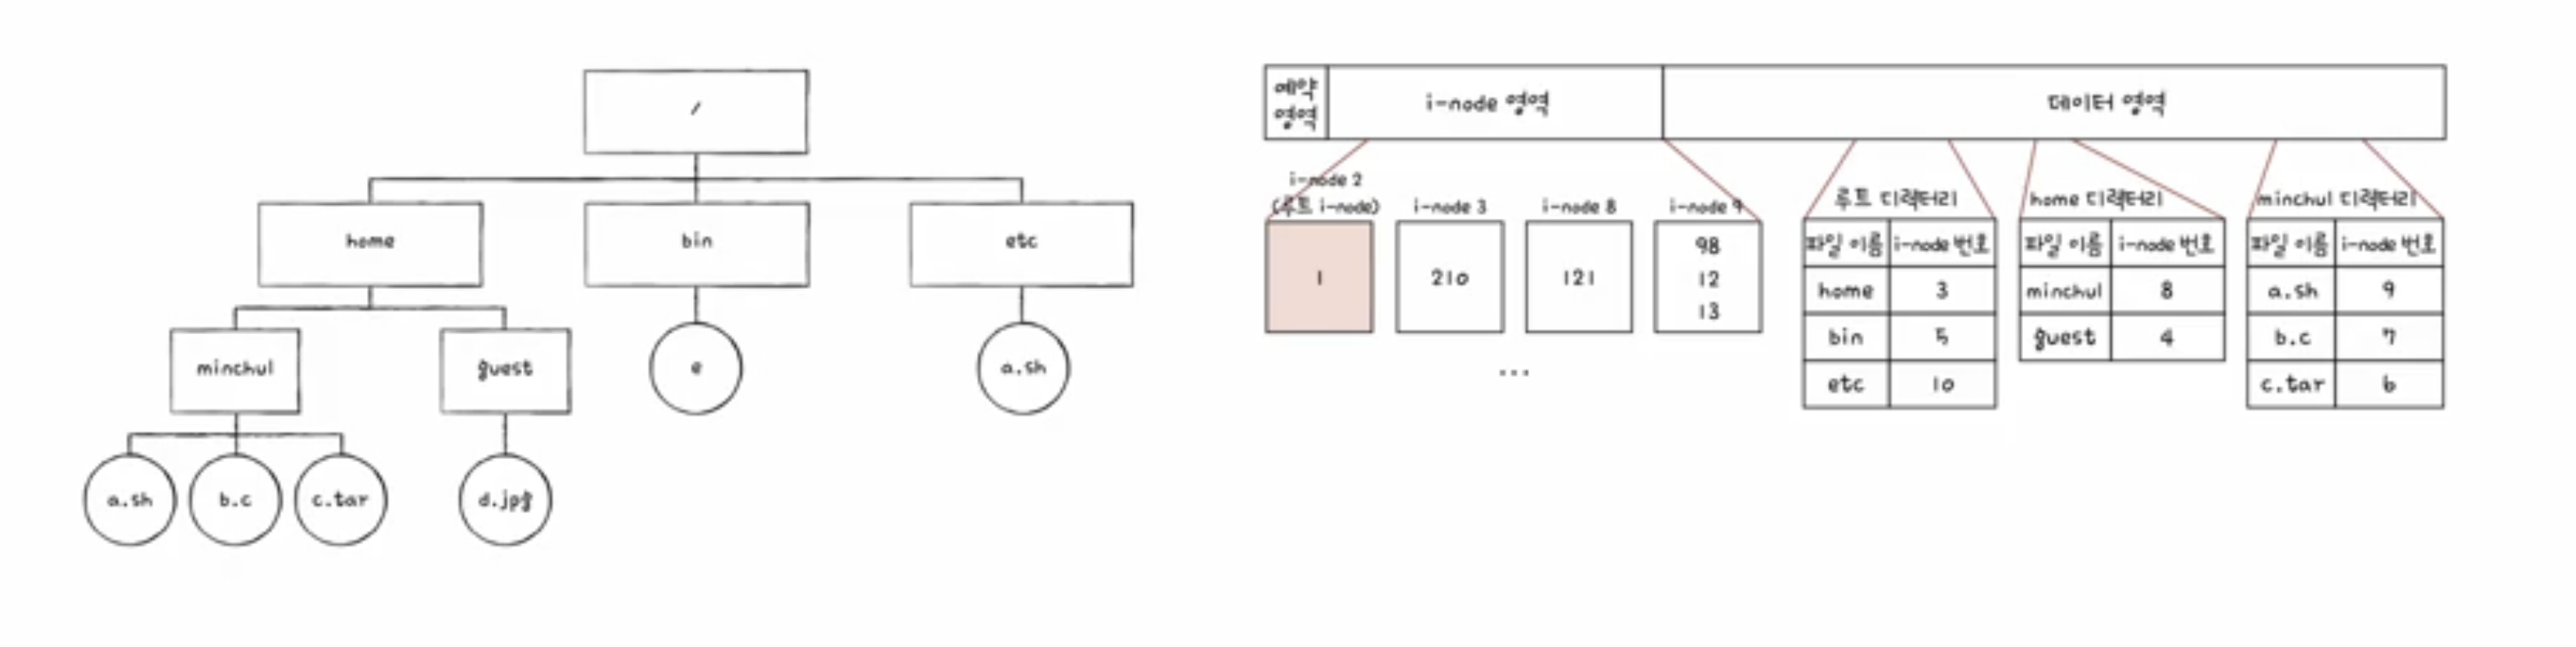 /
home
bin
etc
minchul
guest
e
a.sh
a.sh
b.c
c.tar
d.jpg
예약
영역
i-node 영역
데이터 영역
i-node 2
(루트 i-node)
i-node 3
i-node 8
i-node 9
1
210
121
98
12
13
...
루트 디렉터리
파일 이름 i-node 번호
home 3
bin 5
etc 10
home 디렉터리
파일 이름 i-node 번호
minchul 8
guest 4
minchul 디렉터리
파일 이름 i-node 번호
a.sh 9
b.c 7
c.tar 6